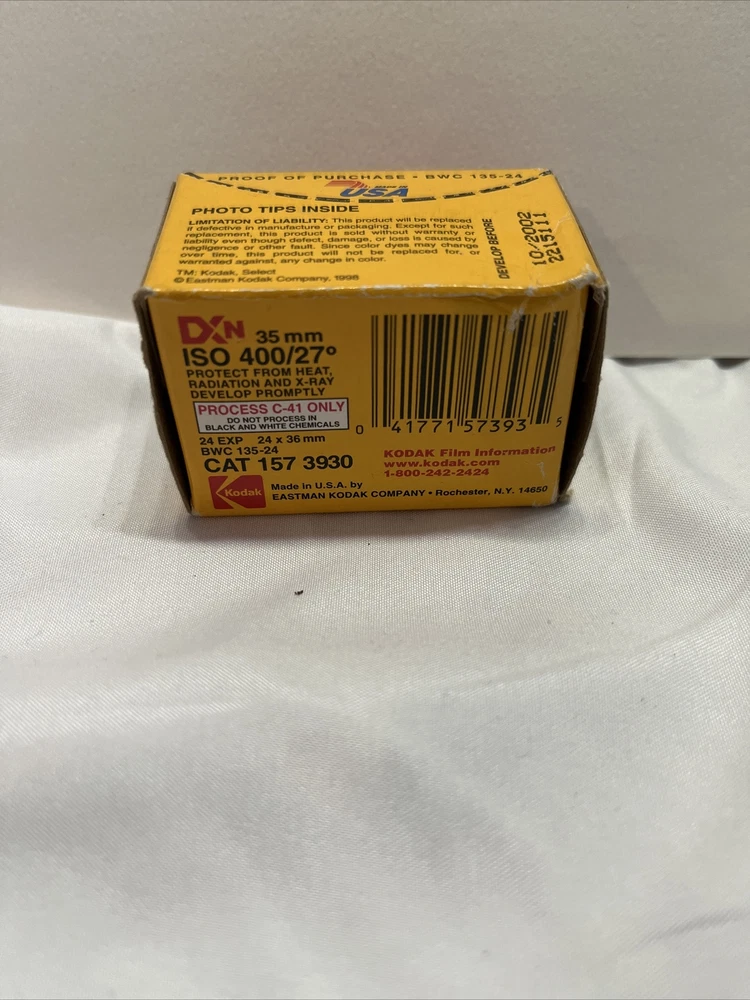 PROOF OF PURCHASE • BWC 135-24
MADE IN
USA
PHOTO TIPS INSIDE
LIMITATION OF LIABILITY: This product will be replaced
if defective in manufacture or packaging. Except for such
replacement, this product is sold without warranty or
liability even though defect, damage, or loss is caused by
negligence or other fault. Since color dyes may change
over time, this product will not be replaced for, or
warranted against, any change in color.
TM: Kodak, Select
© Eastman Kodak Company, 1998
DEVELOP BEFORE
10/2002
2215111
DXN 35 mm
ISO 400/27°
PROTECT FROM HEAT,
RADIATION AND X-RAY
DEVELOP PROMPTLY
PROCESS C-41 ONLY
DO NOT PROCESS IN
BLACK AND WHITE CHEMICALS
24 EXP 24 x 36 mm
BWC 135-24
CAT 157 3930
0 41771 57393 5
KODAK Film Information
www.kodak.com
1-800-242-2424
Kodak
Made in U.S.A. by
EASTMAN KODAK COMPANY • Rochester, N.Y. 14650